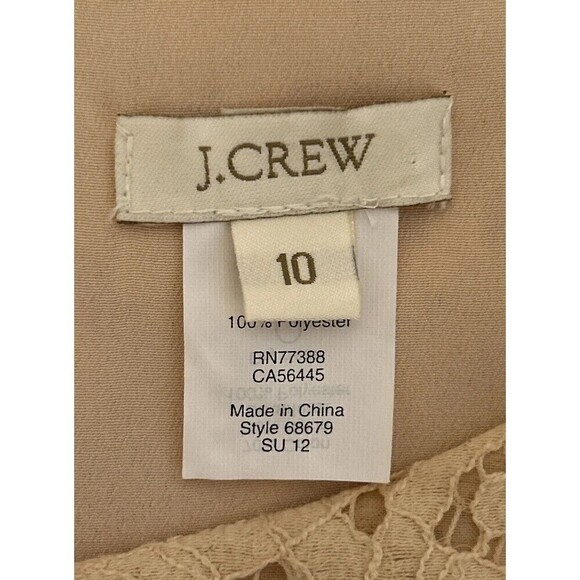 J.CREW
10
100% Polyester
RN77388
CA56445
Made in China
Style 68679
SU 12